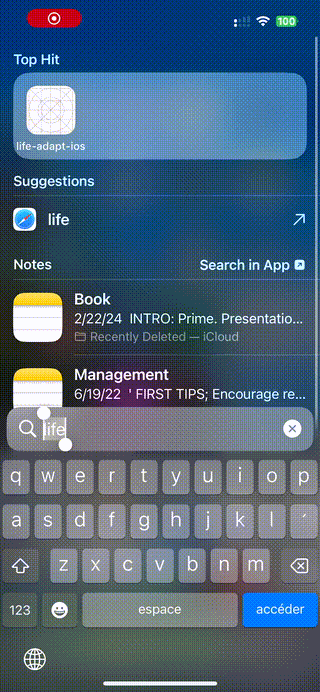 100
Top Hit
life-adapt-ios
Suggestions
life
Notes
Search in App
Book
2/22/24 INTRO: Prime. Presentatio...
Recently Deleted — iCloud
Management
6/19/22 ' FIRST TIPS; Encourage re...
life
q w e r t y u i o p
a s d f g h j k l ´
z x c v b n m
123 espace accéder